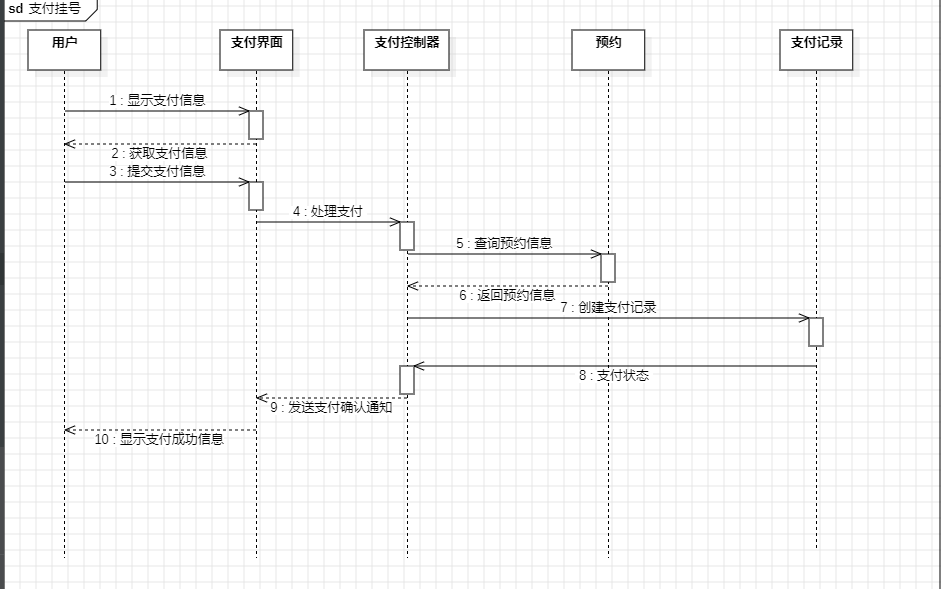 sd 支付挂号
用户
支付界面
支付控制器
预约
支付记录
1 : 显示支付信息
2 : 获取支付信息
3 : 提交支付信息
4 : 处理支付
5 : 查询预约信息
6 : 返回预约信息
7 : 创建支付记录
8 : 支付状态
9 : 发送支付确认通知
10 : 显示支付成功信息